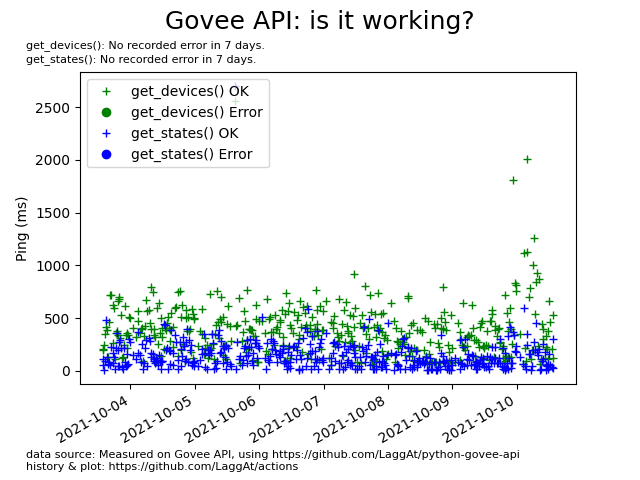 Govee API: is it working?
get_devices(): No recorded error in 7 days.
get_states(): No recorded error in 7 days.
get_devices() OK
get_devices() Error
get_states() OK
get_states() Error
Ping (ms)
2500
2000
1500
1000
500
0
2021-10-04
2021-10-05
2021-10-06
2021-10-07
2021-10-08
2021-10-09
2021-10-10
data source: Measured on Govee API, using https://github.com/LaggAt/python-govee-api
history & plot: https://github.com/LaggAt/actions